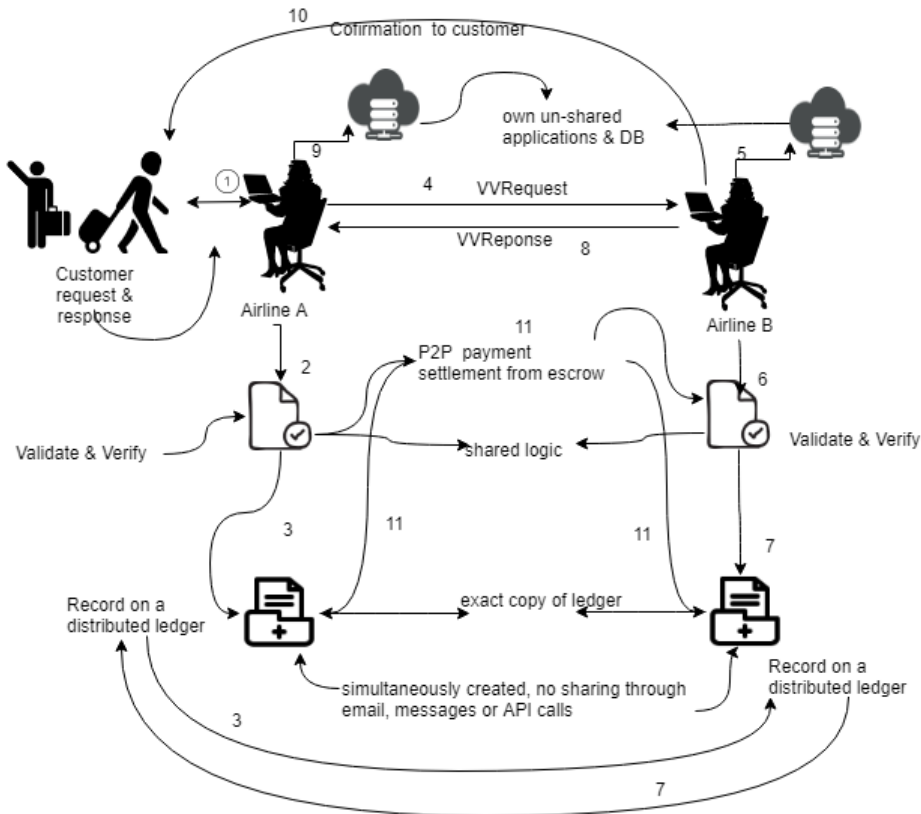 10
Cofirmation to customer
own un-shared
applications & DB
9
5
1
4
VVRequest
VVReponse
8
Customer
request &
response
Airline A
Airline B
11
2
P2P payment
settlement from escrow
6
Validate & Verify
shared logic
Validate & Verify
3
11
11
7
Record on a
distributed ledger
exact copy of ledger
Record on a
distributed ledger
simultaneously created, no sharing through
email, messages or API calls
3
7